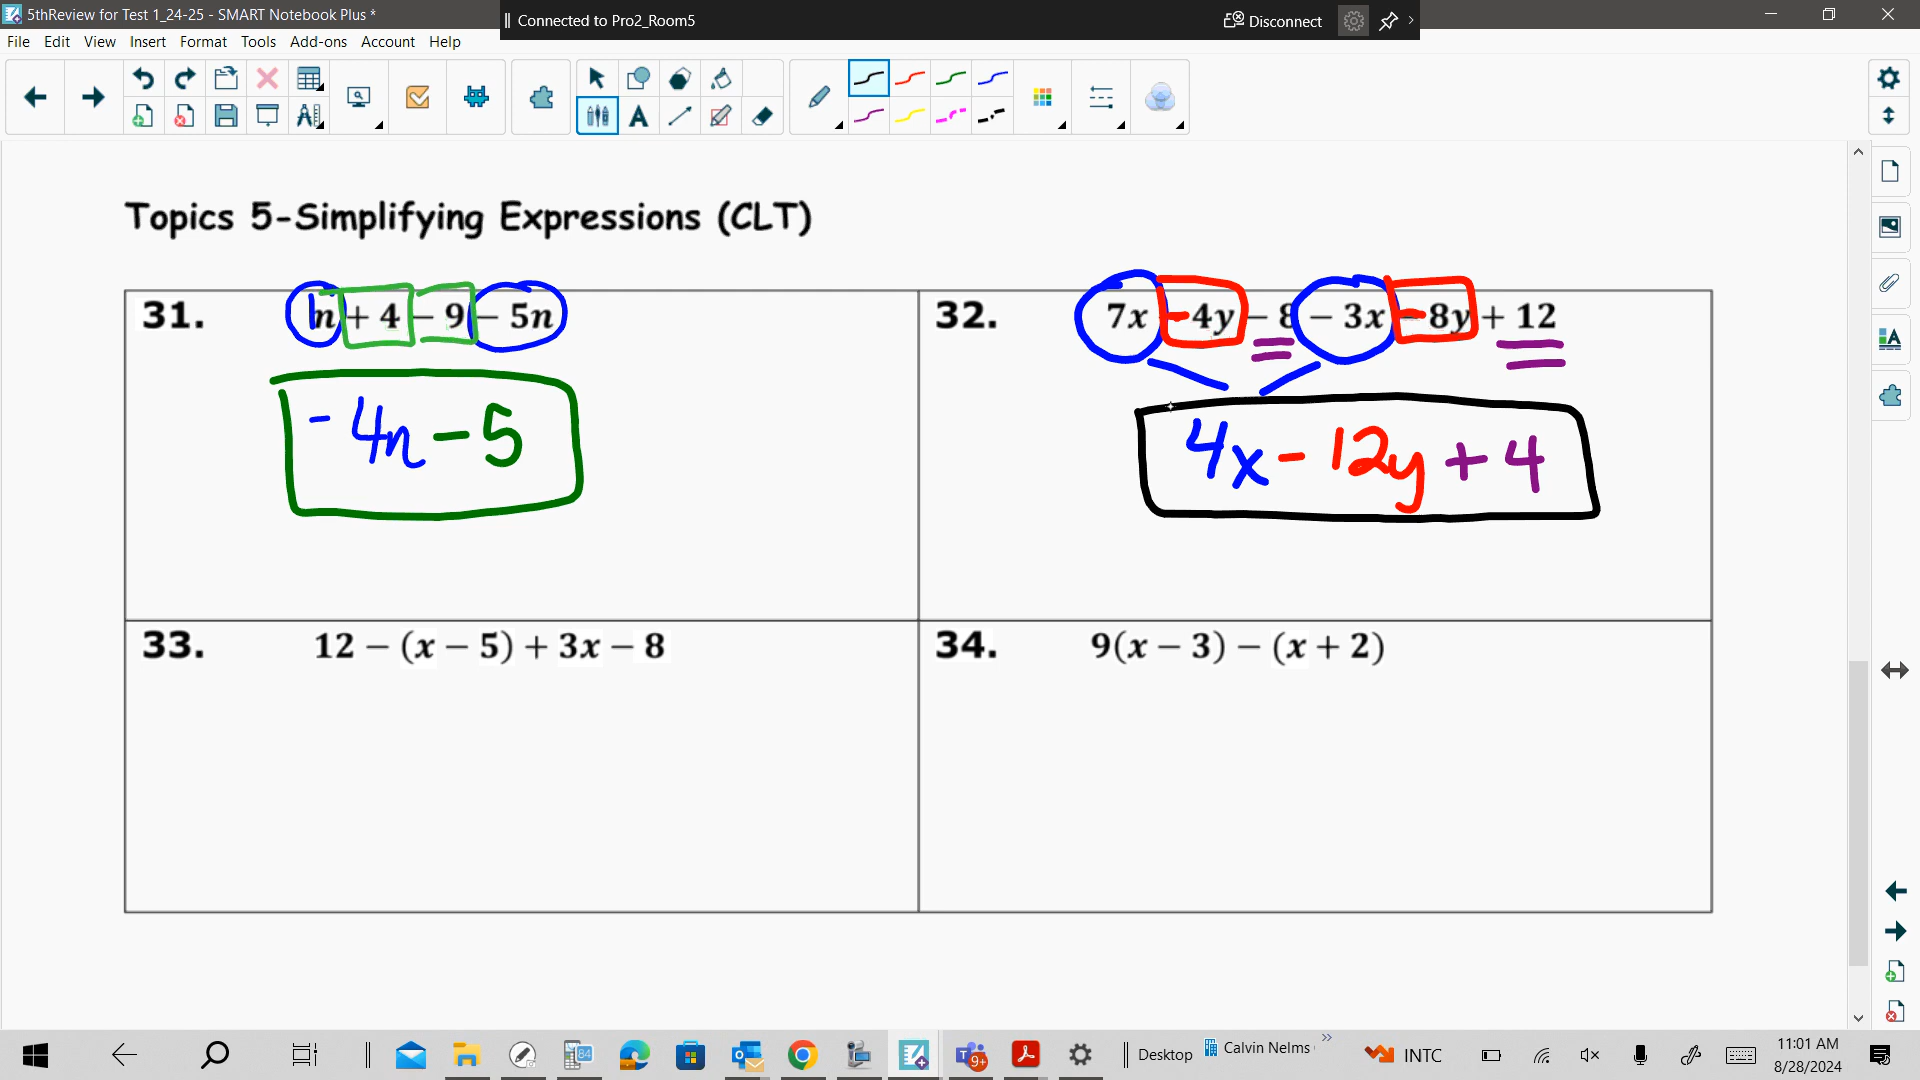 5thReview for Test 1_24-25 - SMART Notebook Plus *
Connected to Pro2_Room5
Disconnect
File Edit View Insert Format Tools Add-ons Account Help
Topics 5-Simplifying Expressions (CLT)
31. 1n + 4 − 9 − 5n
-4n - 5
32. 7x − 4y − 8 − 3x − 8y + 12
4x - 12y + 4
33. 12 − (x − 5) + 3x − 8
34. 9(x − 3) − (x + 2)
84
9+
Desktop
Calvin Nelms
INTC
11:01 AM
8/28/2024